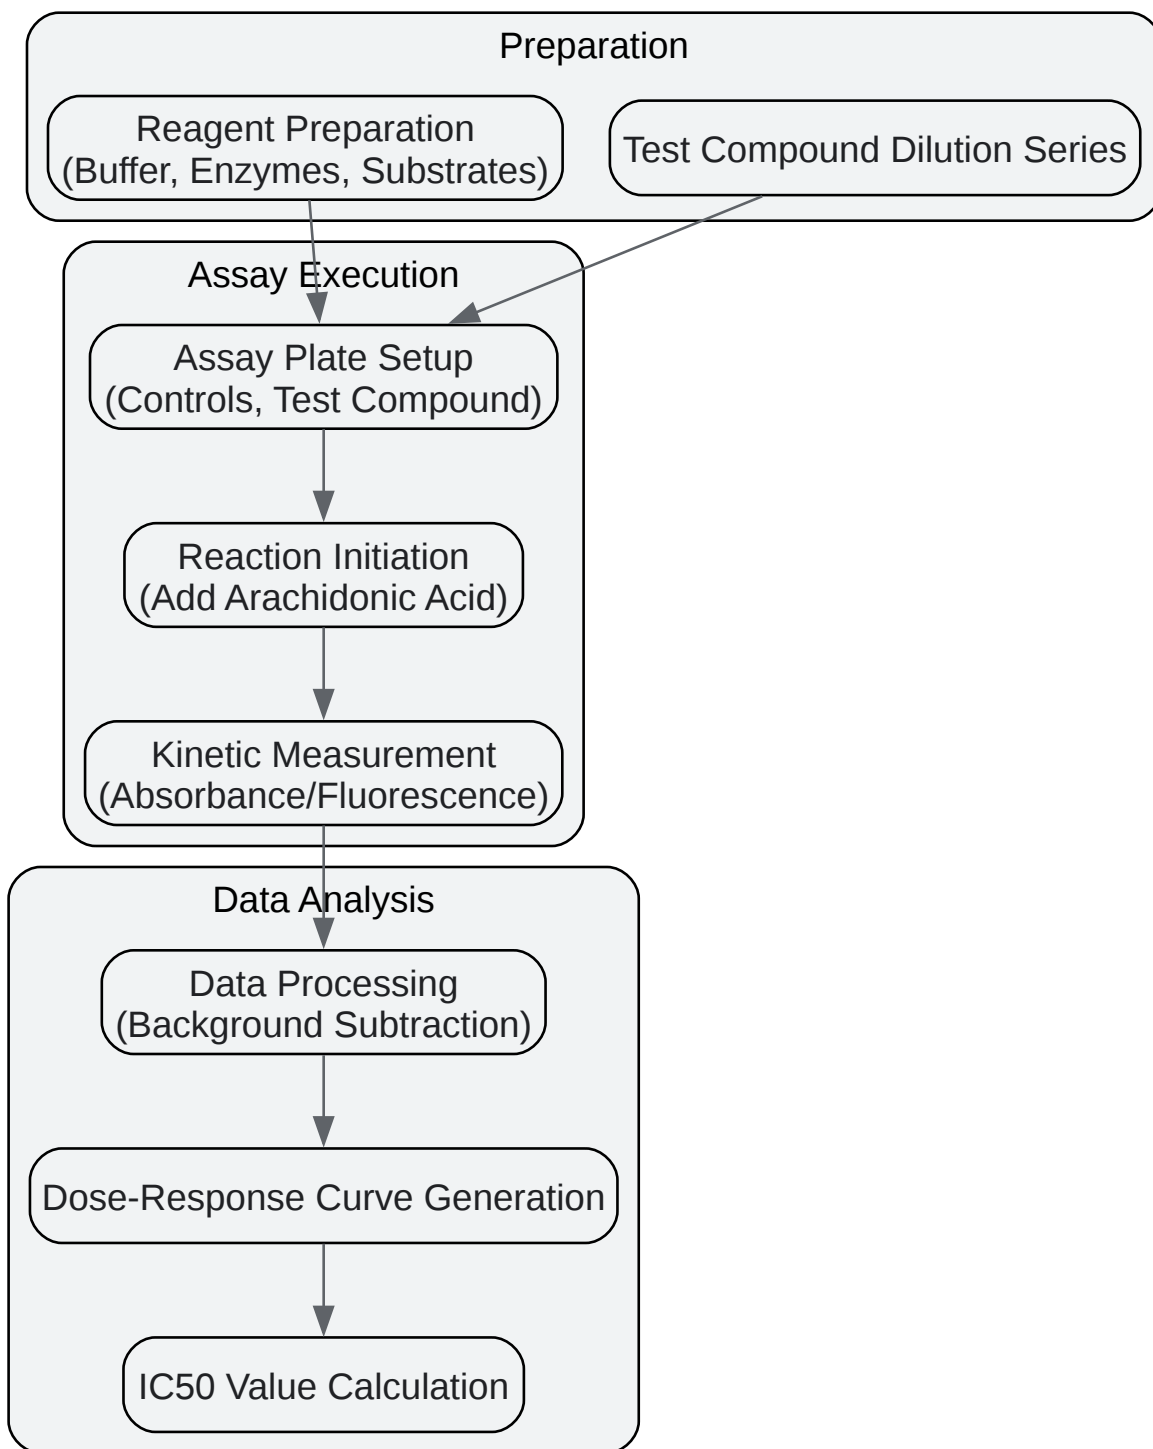 Preparation
Reagent Preparation
(Buffer, Enzymes, Substrates)
Test Compound Dilution Series
Assay Execution
Assay Plate Setup
(Controls, Test Compound)
Reaction Initiation
(Add Arachidonic Acid)
Kinetic Measurement
(Absorbance/Fluorescence)
Data Analysis
Data Processing
(Background Subtraction)
Dose-Response Curve Generation
IC50 Value Calculation